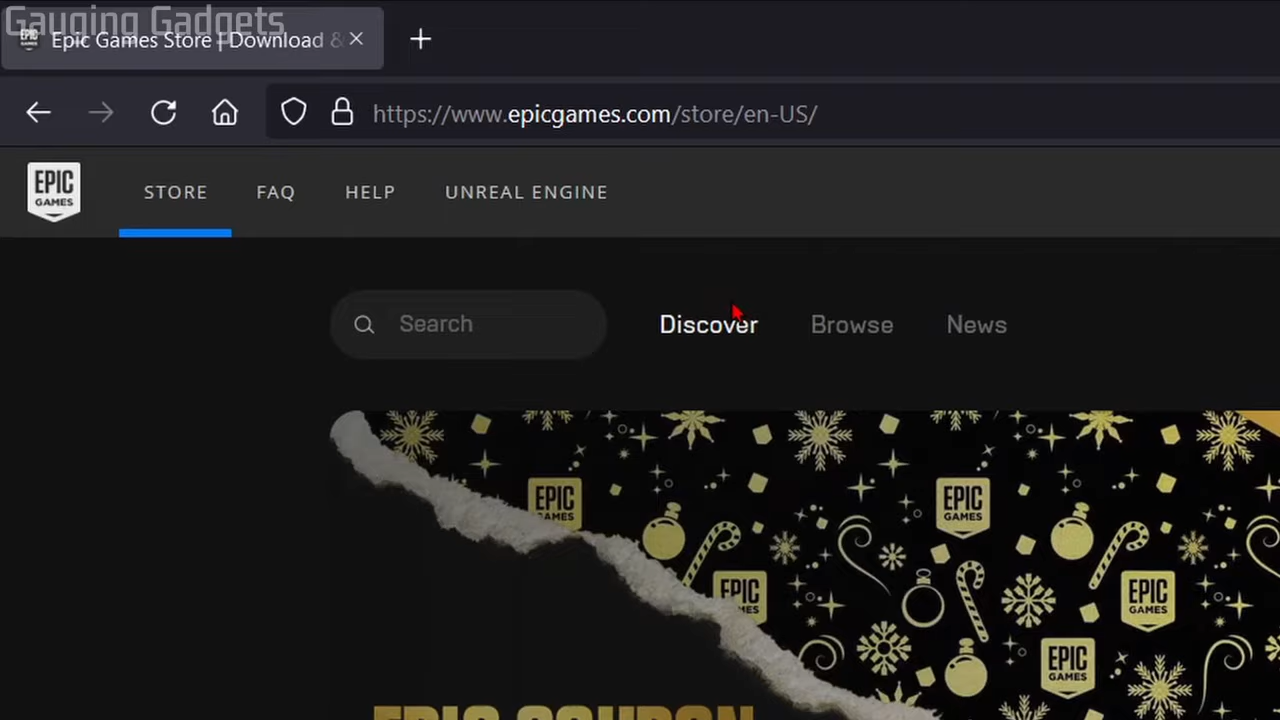 Gauging Gadgets
Epic Games Store | Download &
https://www.epicgames.com/store/en-US/
EPIC GAMES
STORE
FAQ
HELP
UNREAL ENGINE
Search
Discover
Browse
News
EPIC GAMES
EPIC GAMES
EPIC GAMES
EPIC GAMES
EPIC GAMES
EPIC COUPON